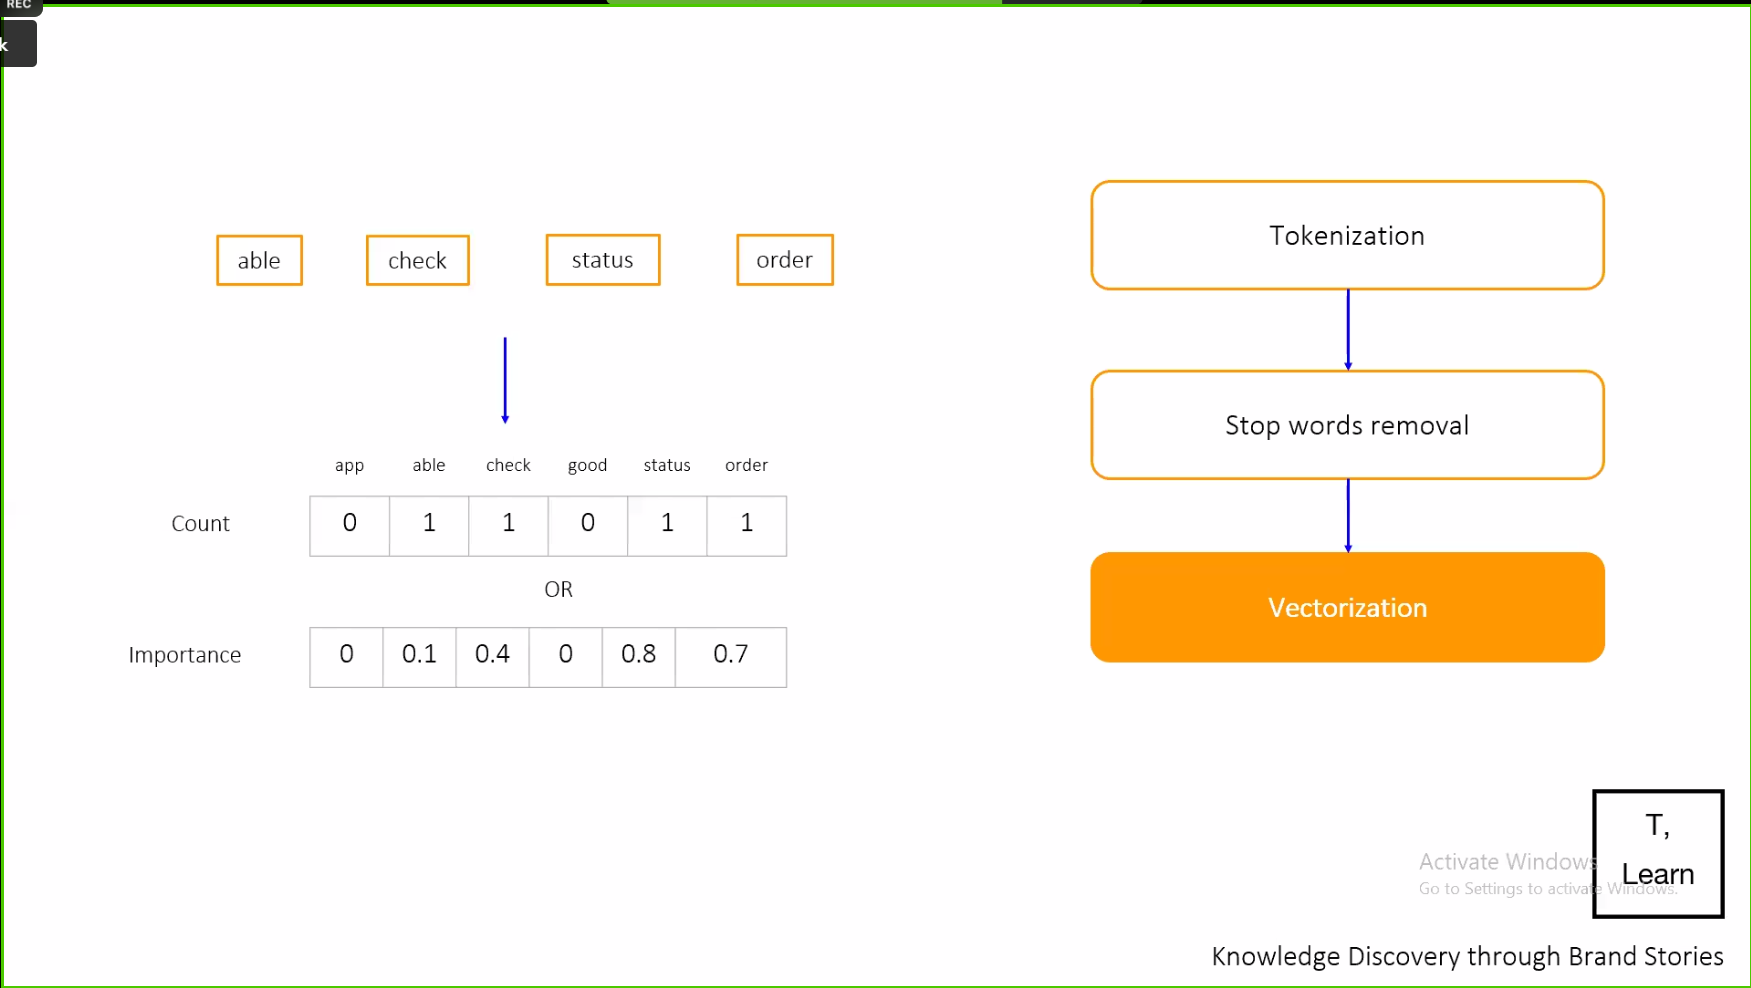 REC
k
able check status order
app able check good status order
Count 0 1 1 0 1 1
OR
Importance 0 0.1 0.4 0 0.8 0.7
Tokenization
Stop words removal
Vectorization
T,
Learn
Activate Windows
Go to Settings to activate Windows.
Knowledge Discovery through Brand Stories